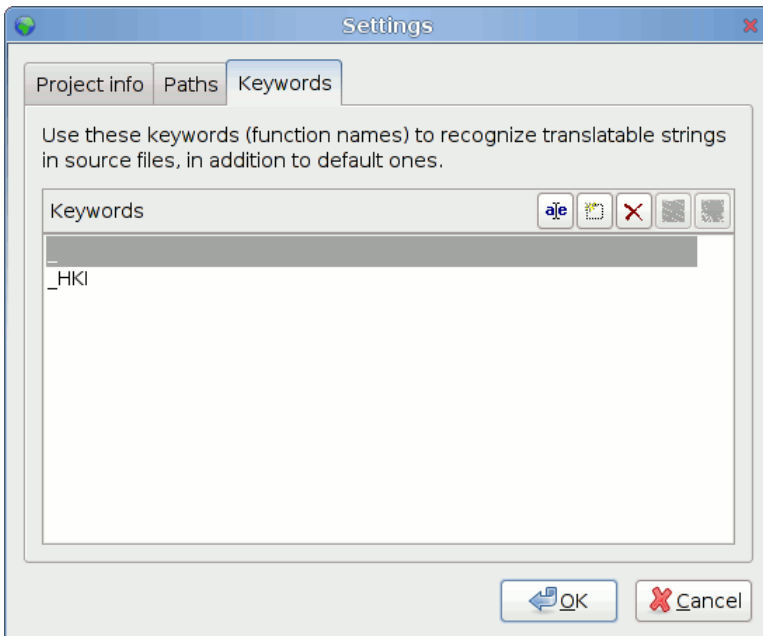 Settings
Project info Paths Keywords
Use these keywords (function names) to recognize translatable strings
in source files, in addition to default ones.
Keywords a|e
_
_HKI
OK Cancel